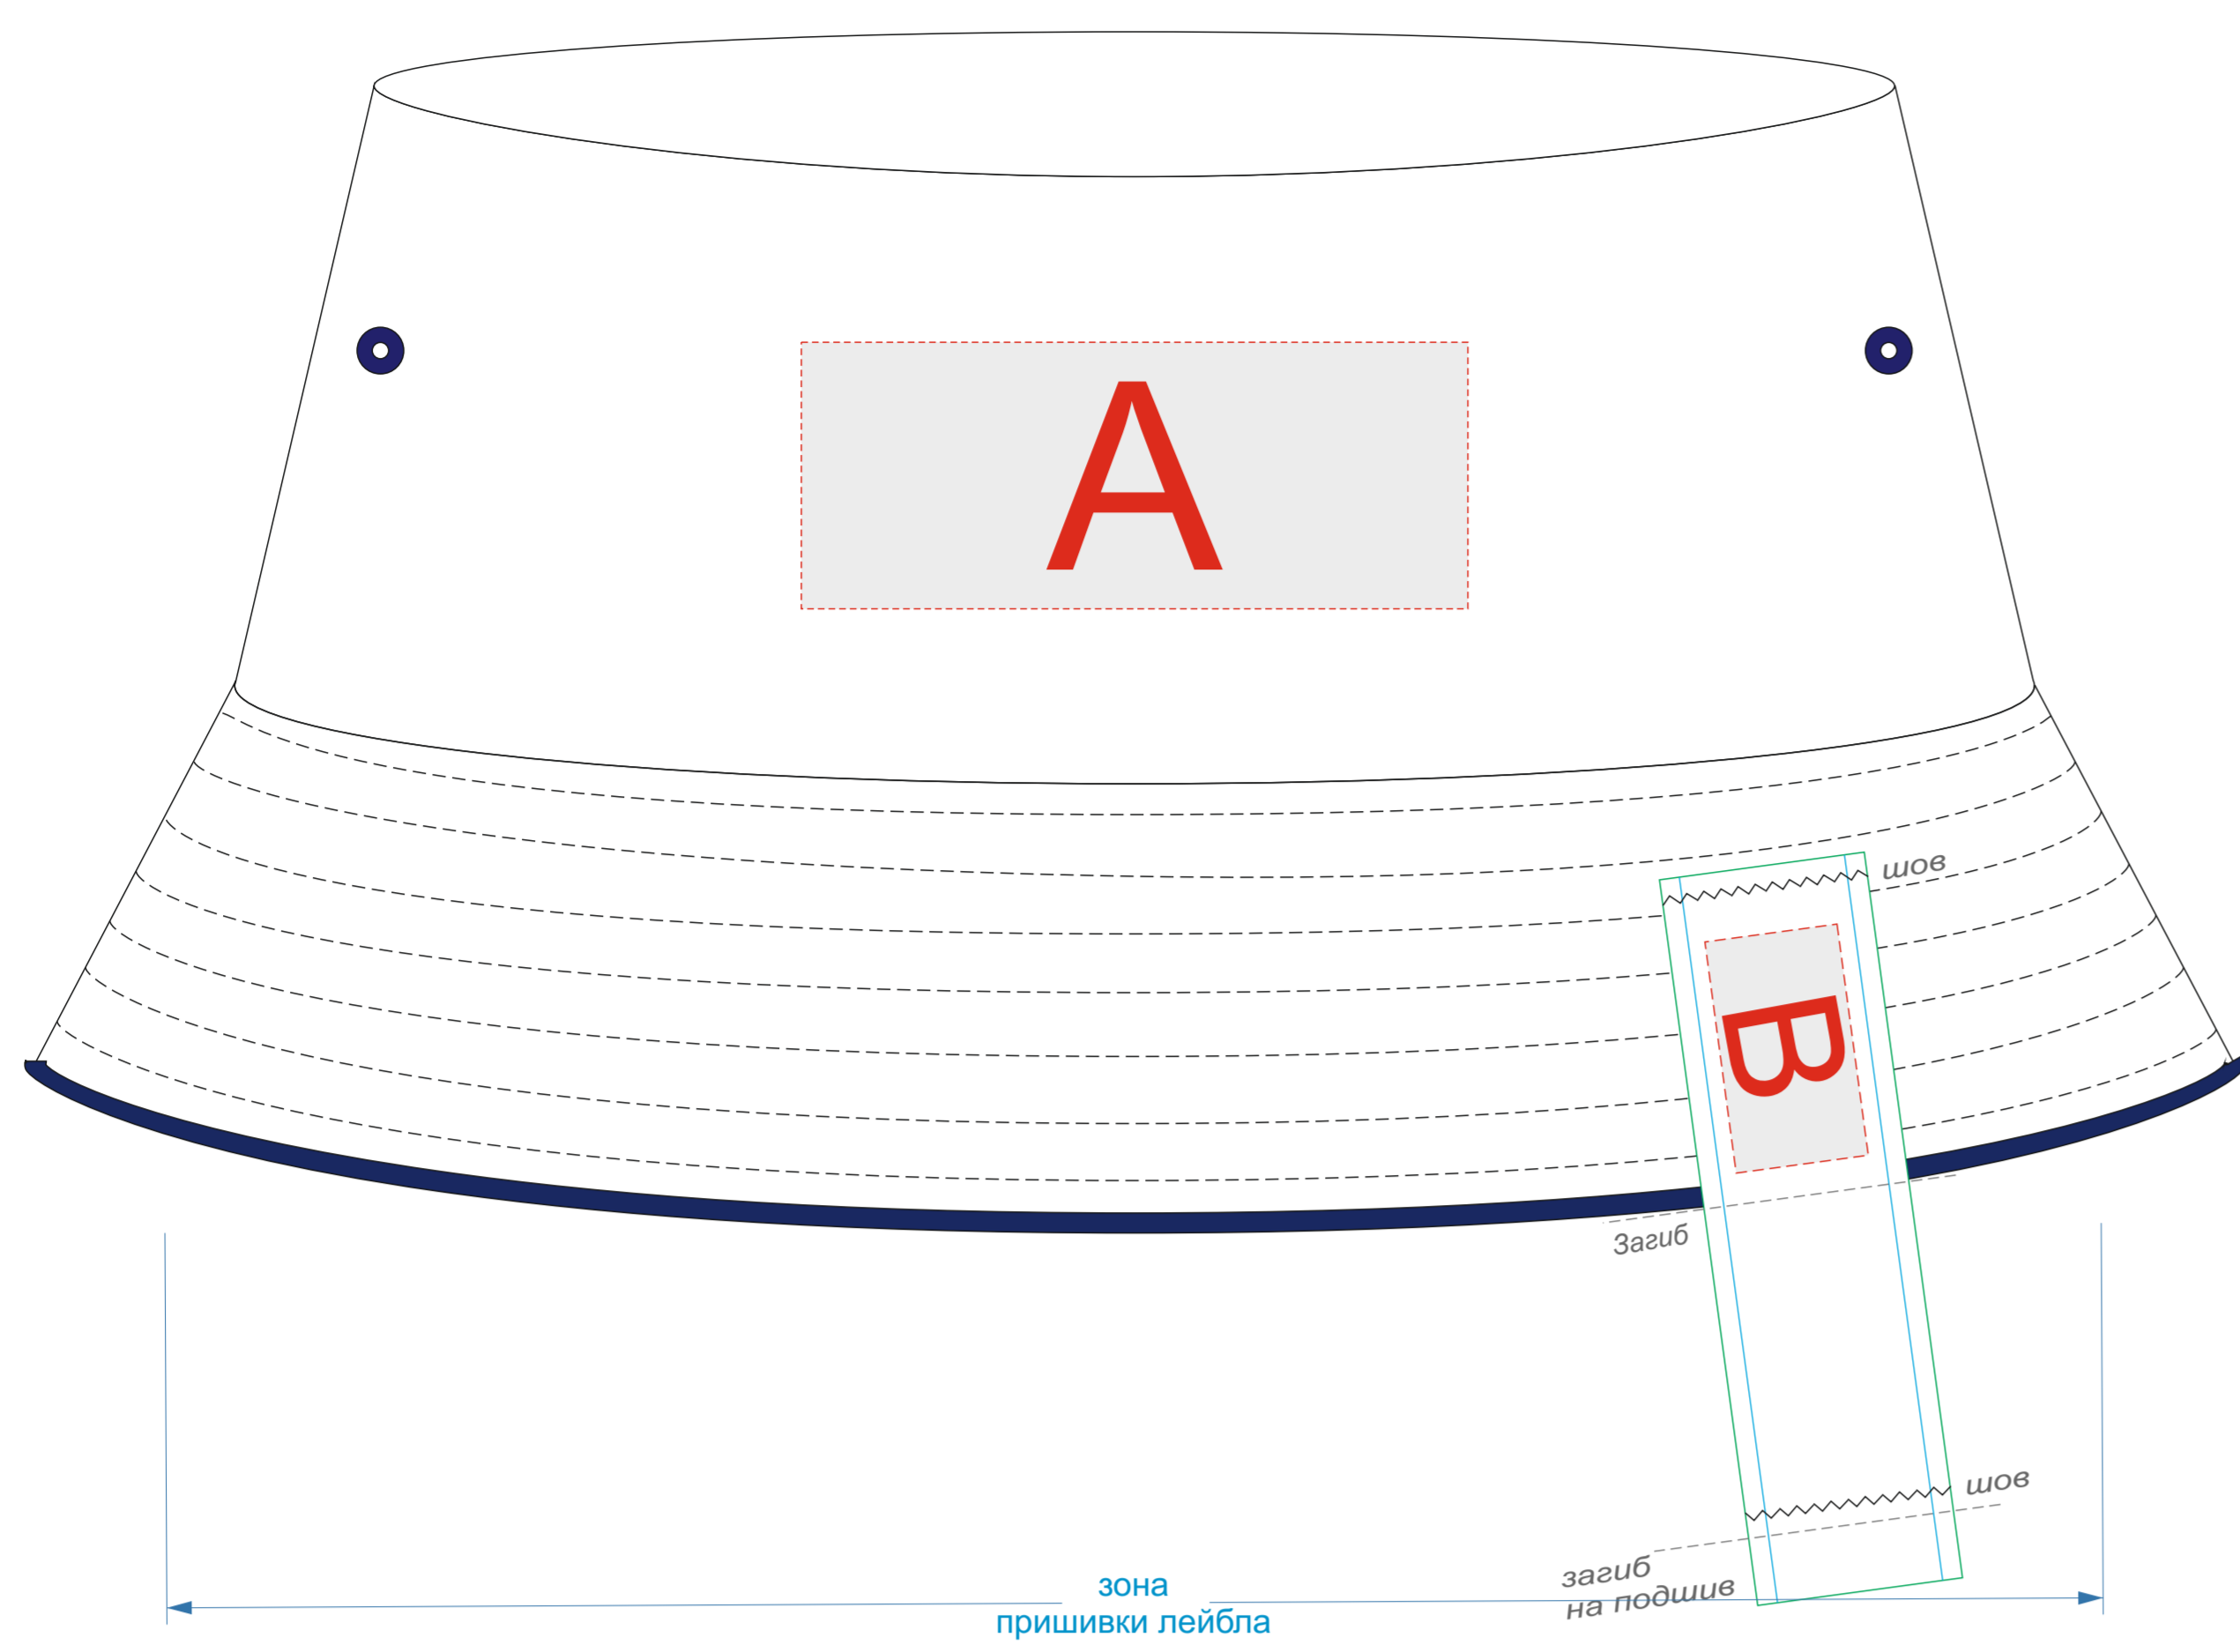 A
шов
B
Загиб
шов
загиб
на подшив
зона
пришивки лейбла